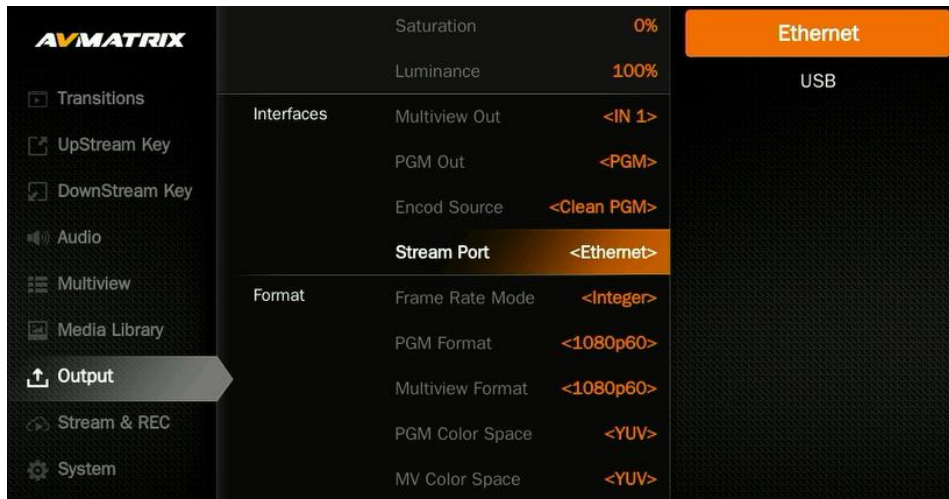 AVMATRIX
Transitions
UpStream Key
DownStream Key
Audio
Multiview
Media Library
Output
Stream & REC
System
Saturation 0%
Luminance 100%
Interfaces Multiview Out <IN 1>
PGM Out <PGM>
Encod Source <Clean PGM>
Stream Port <Ethernet>
Format Frame Rate Mode <Integer>
PGM Format <1080p60>
Multiview Format <1080p60>
PGM Color Space <YUV>
MV Color Space <YUV>
Ethernet
USB